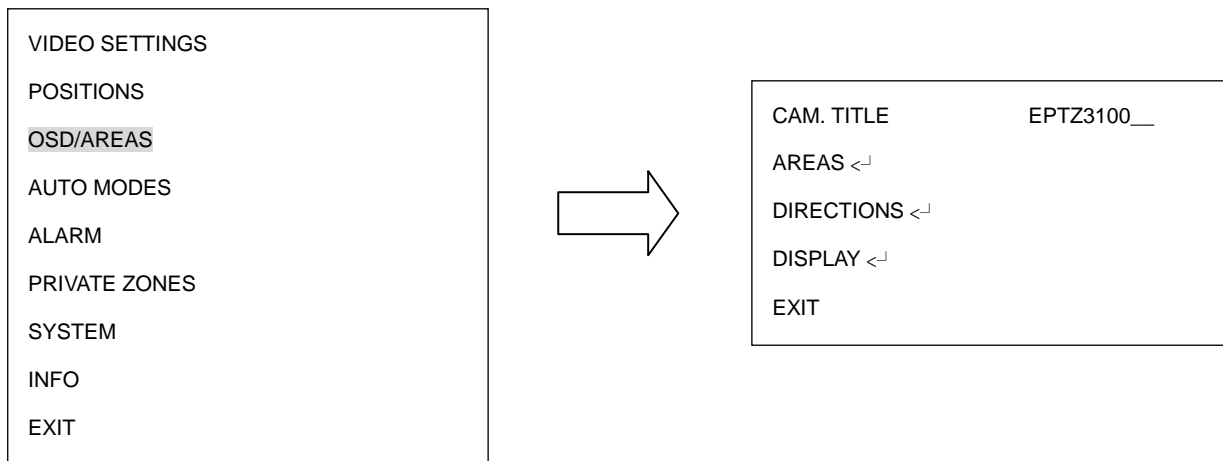 VIDEO SETTINGS
POSITIONS
OSD/AREAS
AUTO MODES
ALARM
PRIVATE ZONES
SYSTEM
INFO
EXIT
CAM. TITLE EPTZ3100__
AREAS <┘
DIRECTIONS <┘
DISPLAY <┘
EXIT